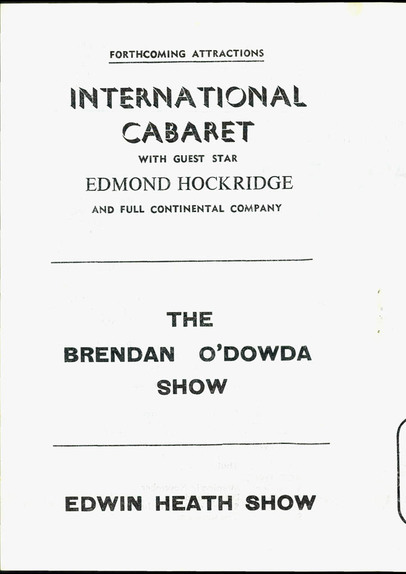 FORTHCOMING ATTRACTIONS
INTERNATIONAL
CABARET
WITH GUEST STAR
EDMOND HOCKRIDGE
AND FULL CONTINENTAL COMPANY
THE
BRENDAN O'DOWDA
SHOW
EDWIN HEATH SHOW